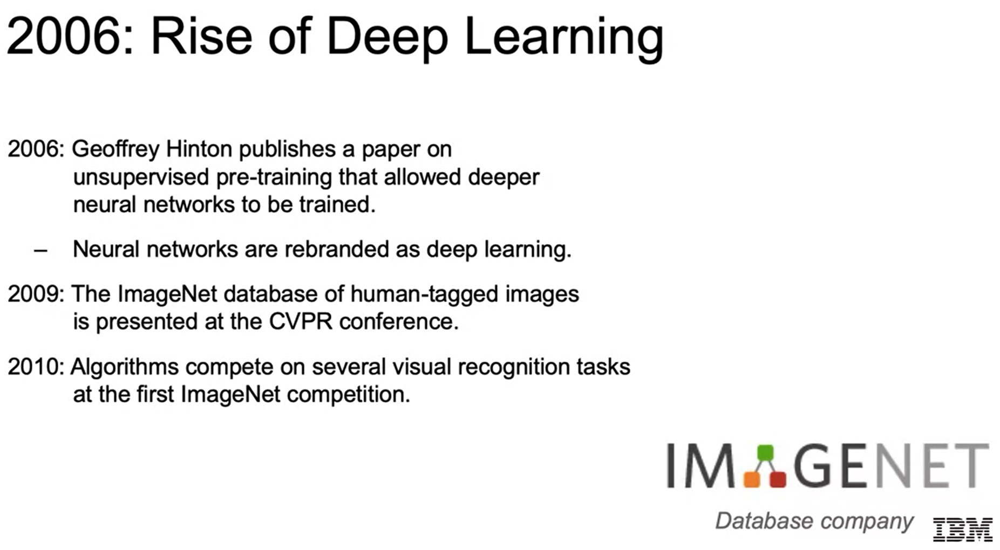 2006: Rise of Deep Learning
2006: Geoffrey Hinton publishes a paper on
unsupervised pre-training that allowed deeper
neural networks to be trained.
– Neural networks are rebranded as deep learning.
2009: The ImageNet database of human-tagged images
is presented at the CVPR conference.
2010: Algorithms compete on several visual recognition tasks
at the first ImageNet competition.
IMAGENET
Database company
IBM